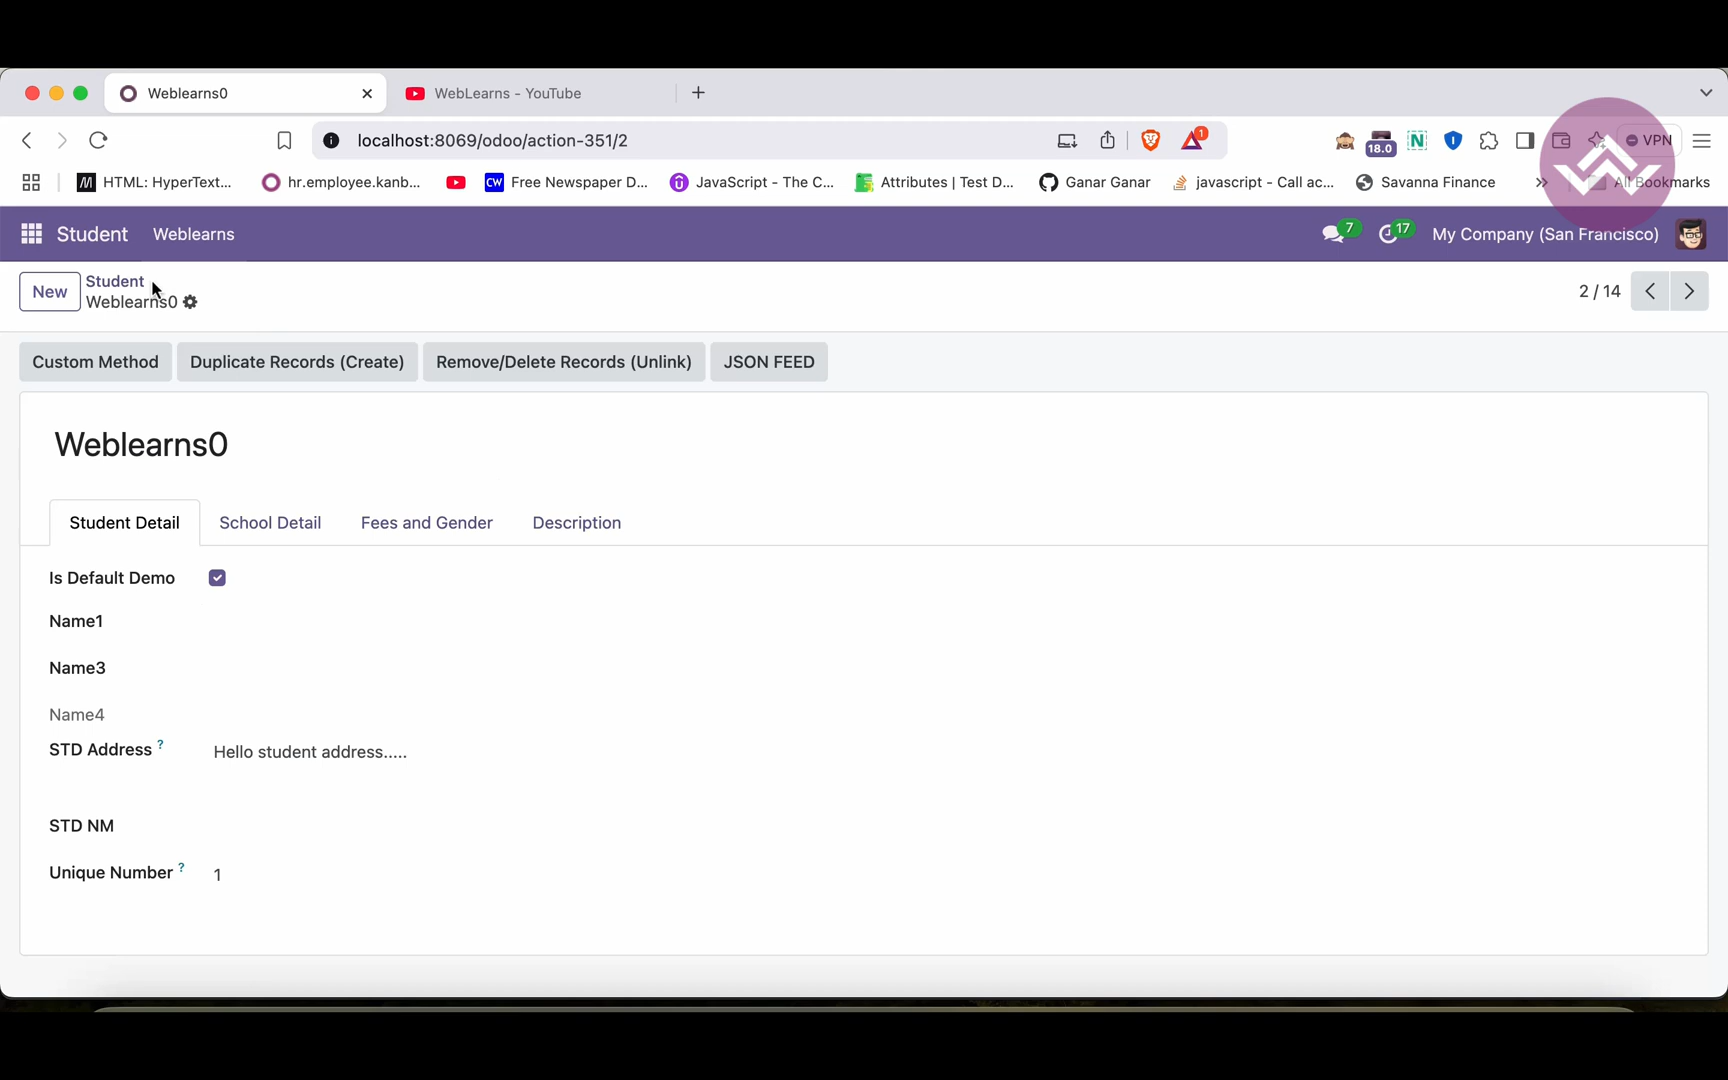 Weblearns0
WebLearns - YouTube
localhost:8069/odoo/action-351/2
1
18.0
VPN
HTML: HyperText...
hr.employee.kanb...
CW Free Newspaper D...
JavaScript - The C...
Attributes | Test D...
Ganar Ganar
javascript - Call ac...
Savanna Finance
All Bookmarks
Student
Weblearns
7
17
My Company (San Francisco)
New
Student
Weblearns0
2 / 14
Custom Method
Duplicate Records (Create)
Remove/Delete Records (Unlink)
JSON FEED
Weblearns0
Student Detail
School Detail
Fees and Gender
Description
Is Default Demo
Name1
Name3
Name4
STD Address ?
Hello student address.....
STD NM
Unique Number ?
1